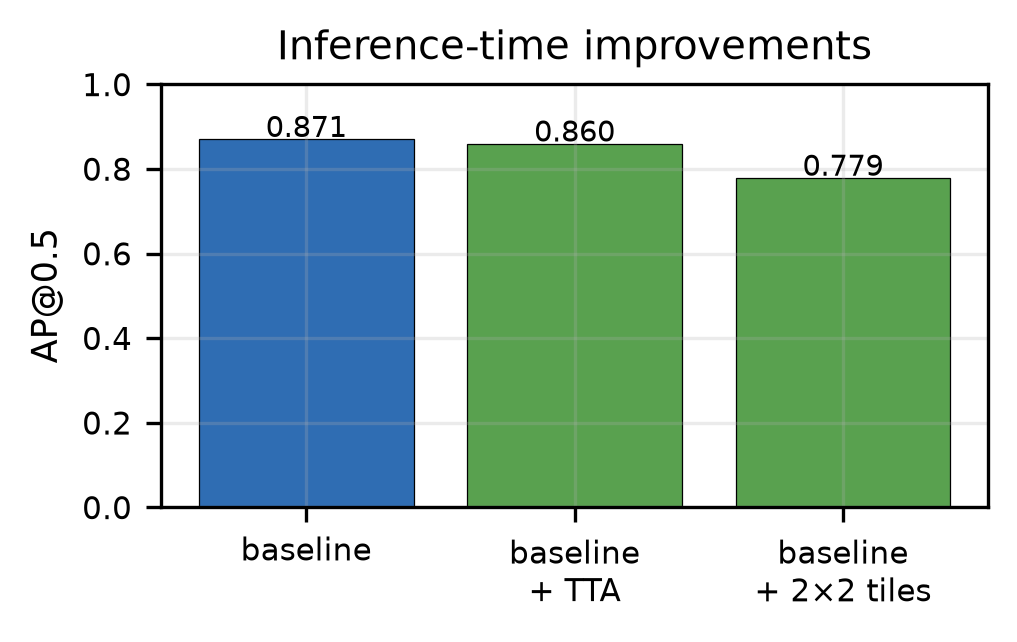 Inference-time improvements
AP@0.5
1.0
0.8
0.6
0.4
0.2
0.0
0.871
0.860
0.779
baseline
baseline
+ TTA
baseline
+ 2×2 tiles